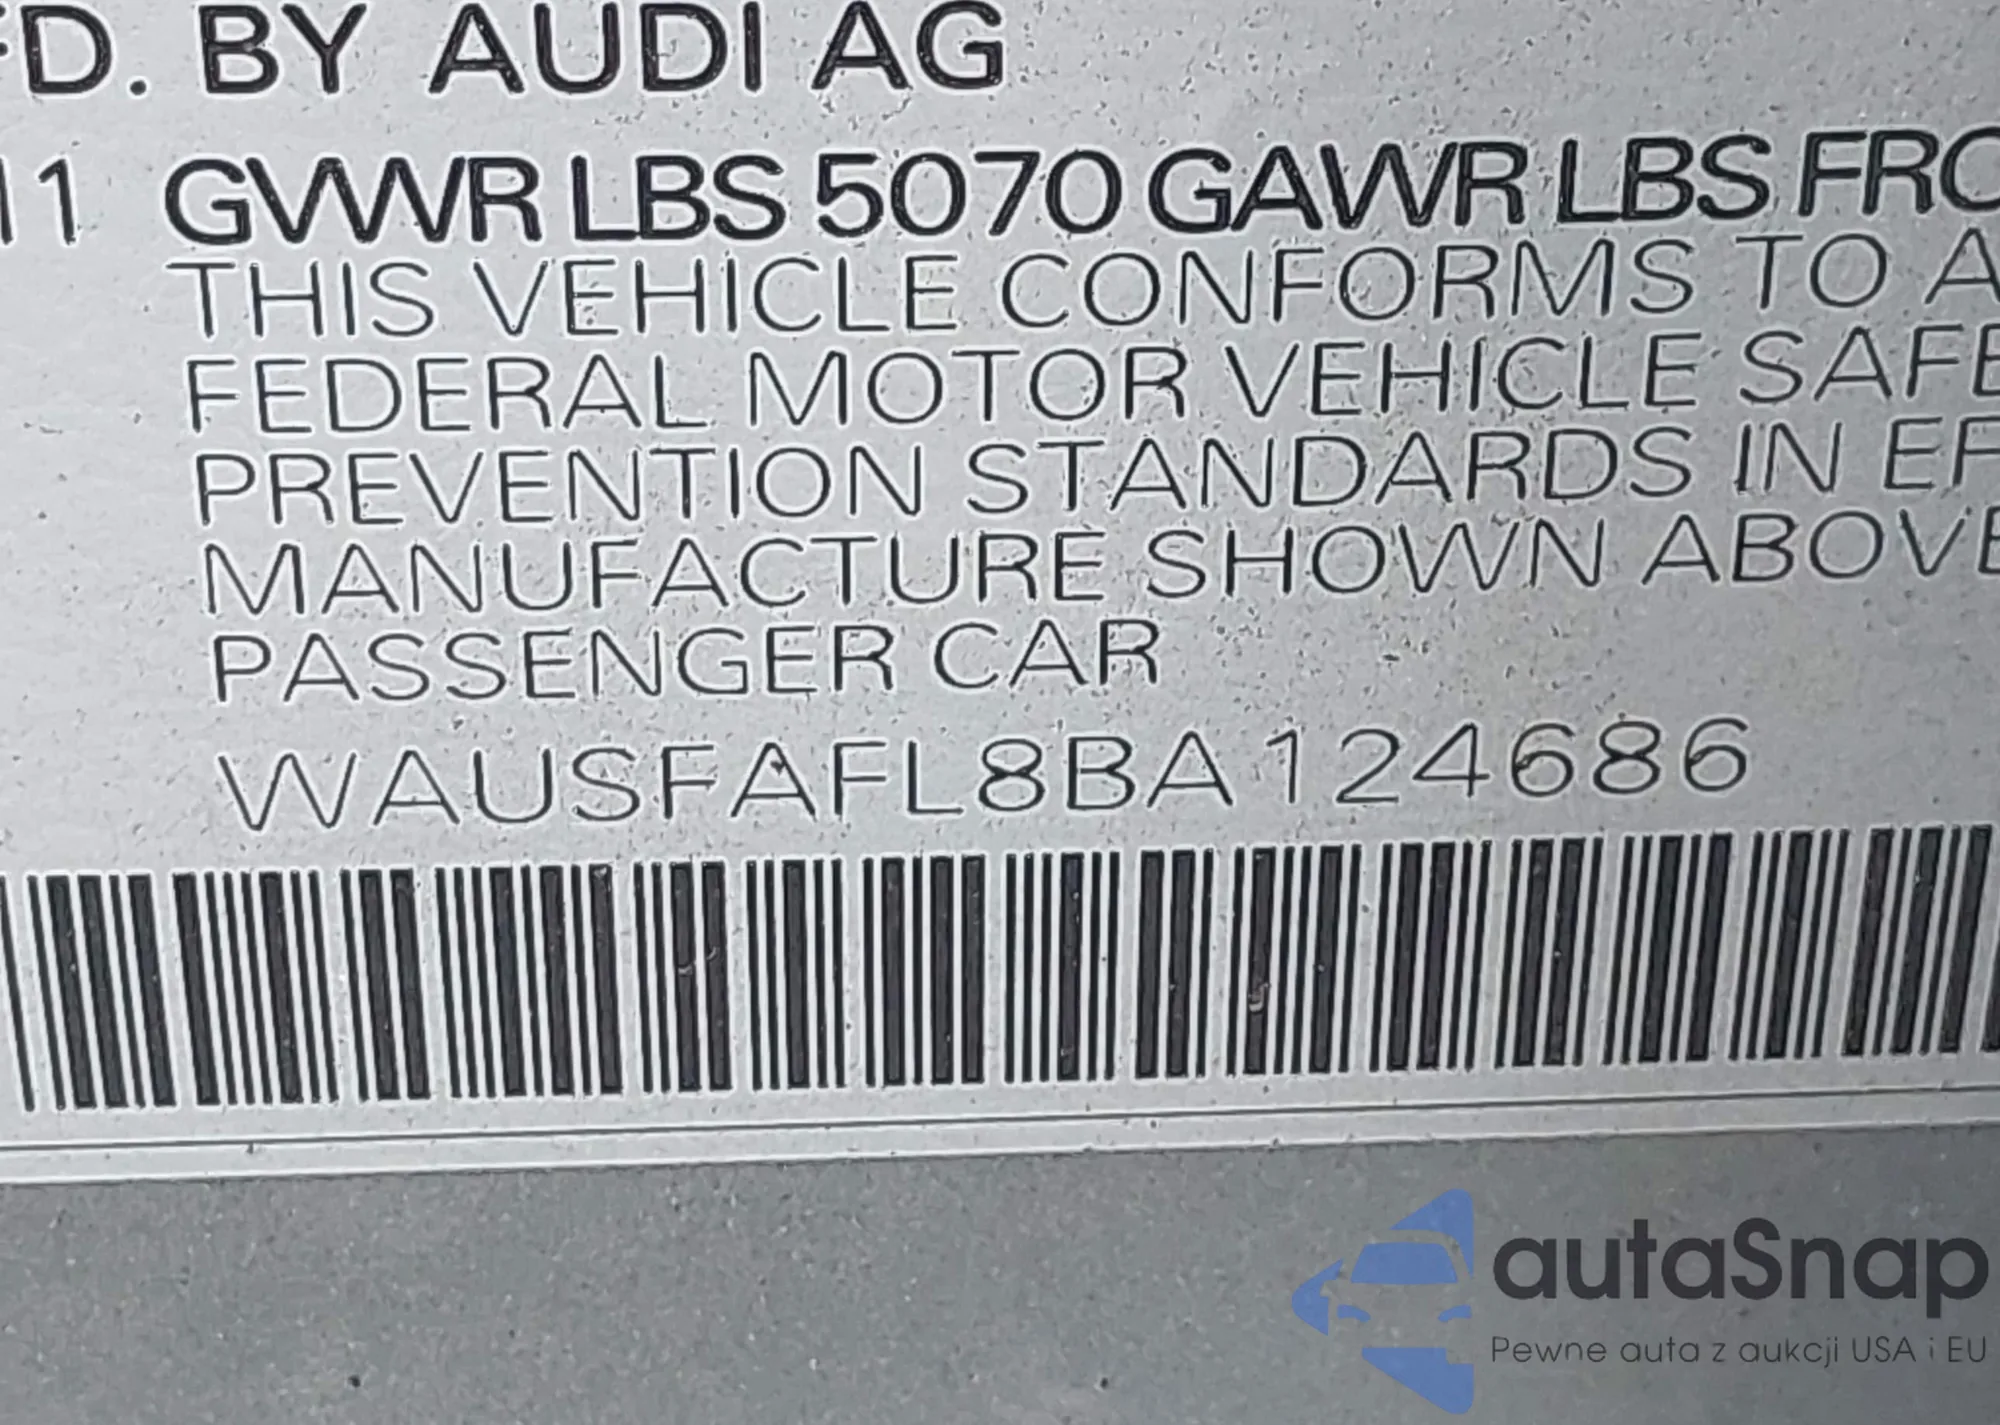 FD. BY AUDI AG
11 GVWR LBS 5070 GAWR LBS FRO
THIS VEHICLE CONFORMS TO A
FEDERAL MOTOR VEHICLE SAFE
PREVENTION STANDARDS IN EF
MANUFACTURE SHOWN ABOVE
PASSENGER CAR
WAUSFAFL8BA124686
autaSnap
Pewne auta z aukcji USA i EU